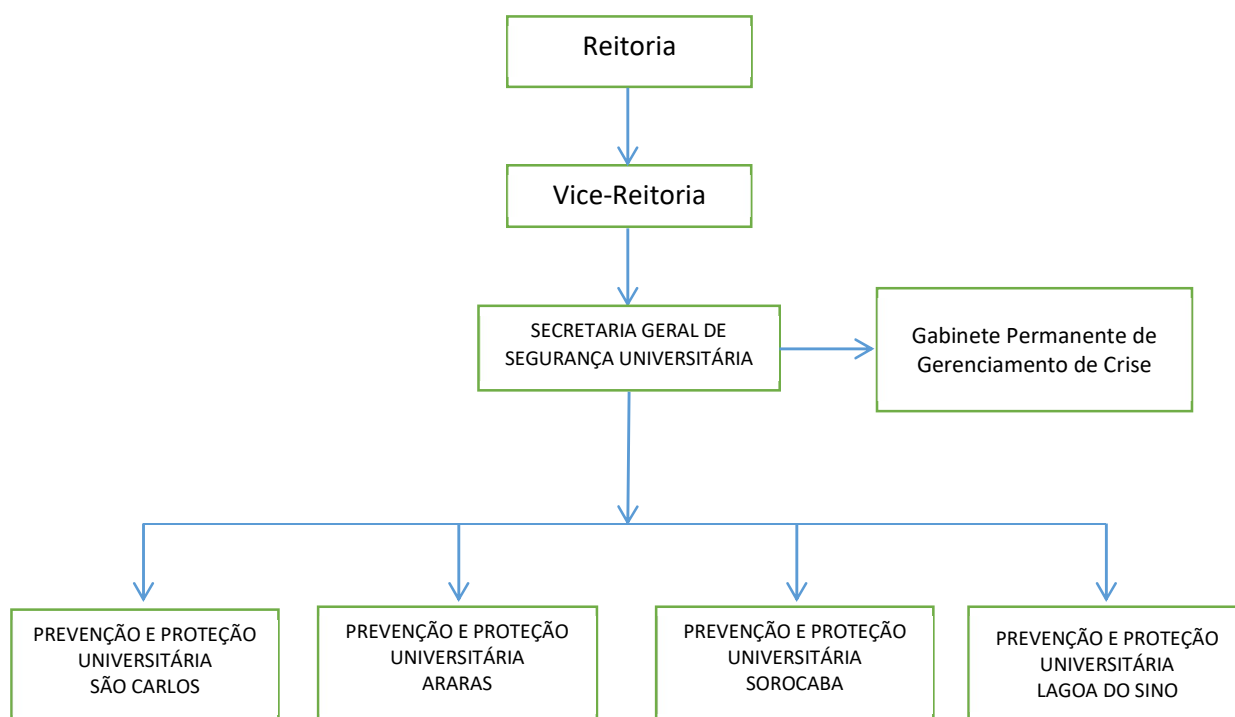 Reitoria
Vice-Reitoria
SECRETARIA GERAL DE
SEGURANÇA UNIVERSITÁRIA
Gabinete Permanente de
Gerenciamento de Crise
PREVENÇÃO E PROTEÇÃO
UNIVERSITÁRIA
SÃO CARLOS
PREVENÇÃO E PROTEÇÃO
UNIVERSITÁRIA
ARARAS
PREVENÇÃO E PROTEÇÃO
UNIVERSITÁRIA
SOROCABA
PREVENÇÃO E PROTEÇÃO
UNIVERSITÁRIA
LAGOA DO SINO